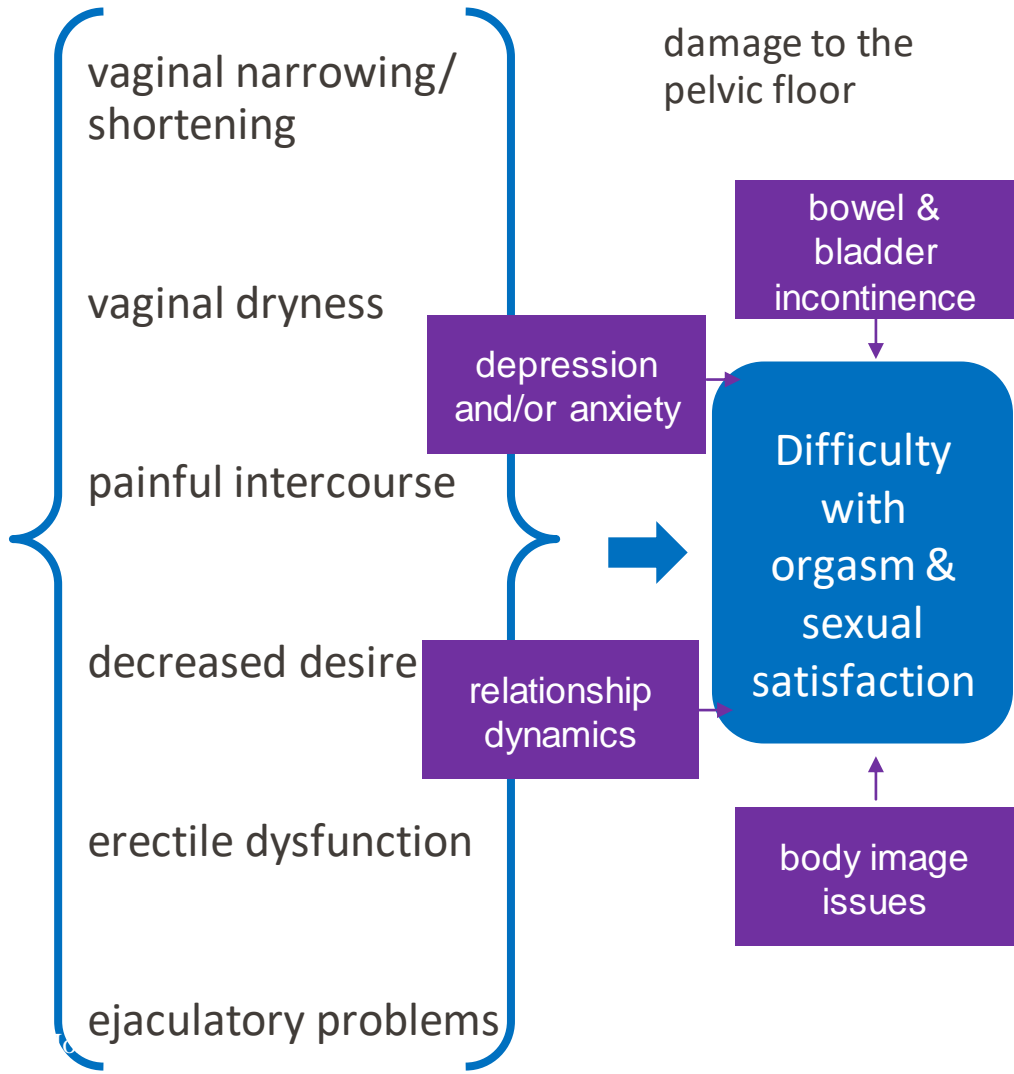 vaginal narrowing/
shortening
vaginal dryness
painful intercourse
decreased desire
erectile dysfunction
ejaculatory problems
damage to the
pelvic floor
bowel &
bladder
incontinence
depression
and/or anxiety
relationship
dynamics
Difficulty
with
orgasm &
sexual
satisfaction
body image
issues